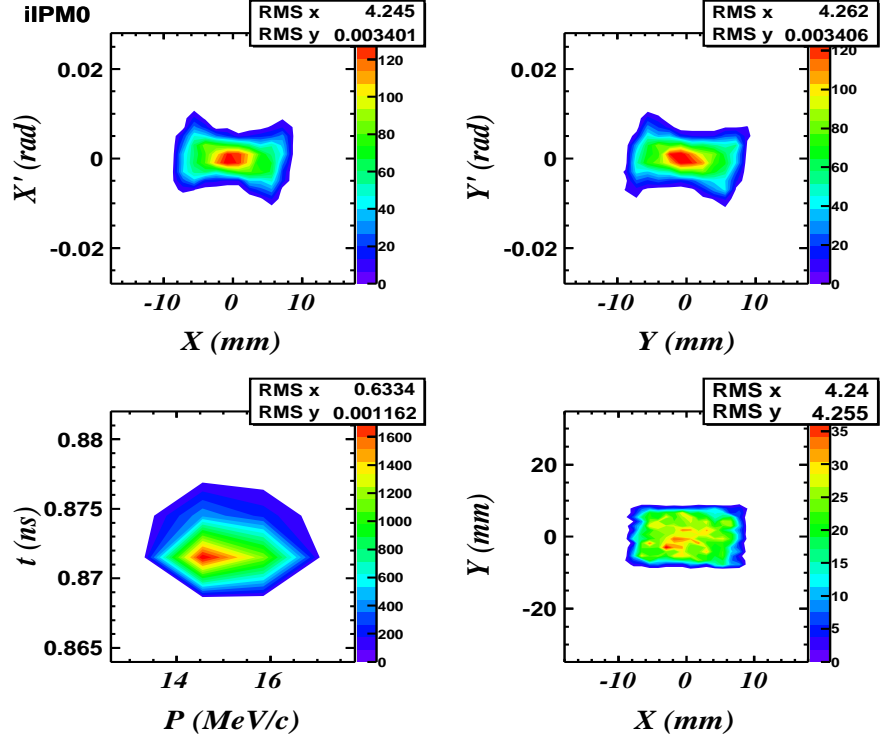 iIPM0
RMS x 4.245
RMS y 0.003401
X' (rad)
0.02
0
-0.02
-10 0 10
X (mm)
120
100
80
60
40
20
0
RMS x 4.262
RMS y 0.003406
Y' (rad)
0.02
0
-0.02
-10 0 10
Y (mm)
120
100
80
60
40
20
0
RMS x 0.6334
RMS y 0.001162
t (ns)
0.88
0.875
0.87
0.865
14 16
P (MeV/c)
1600
1400
1200
1000
800
600
400
200
0
RMS x 4.24
RMS y 4.255
Y (mm)
20
0
-20
-10 0 10
X (mm)
35
30
25
20
15
10
5
0